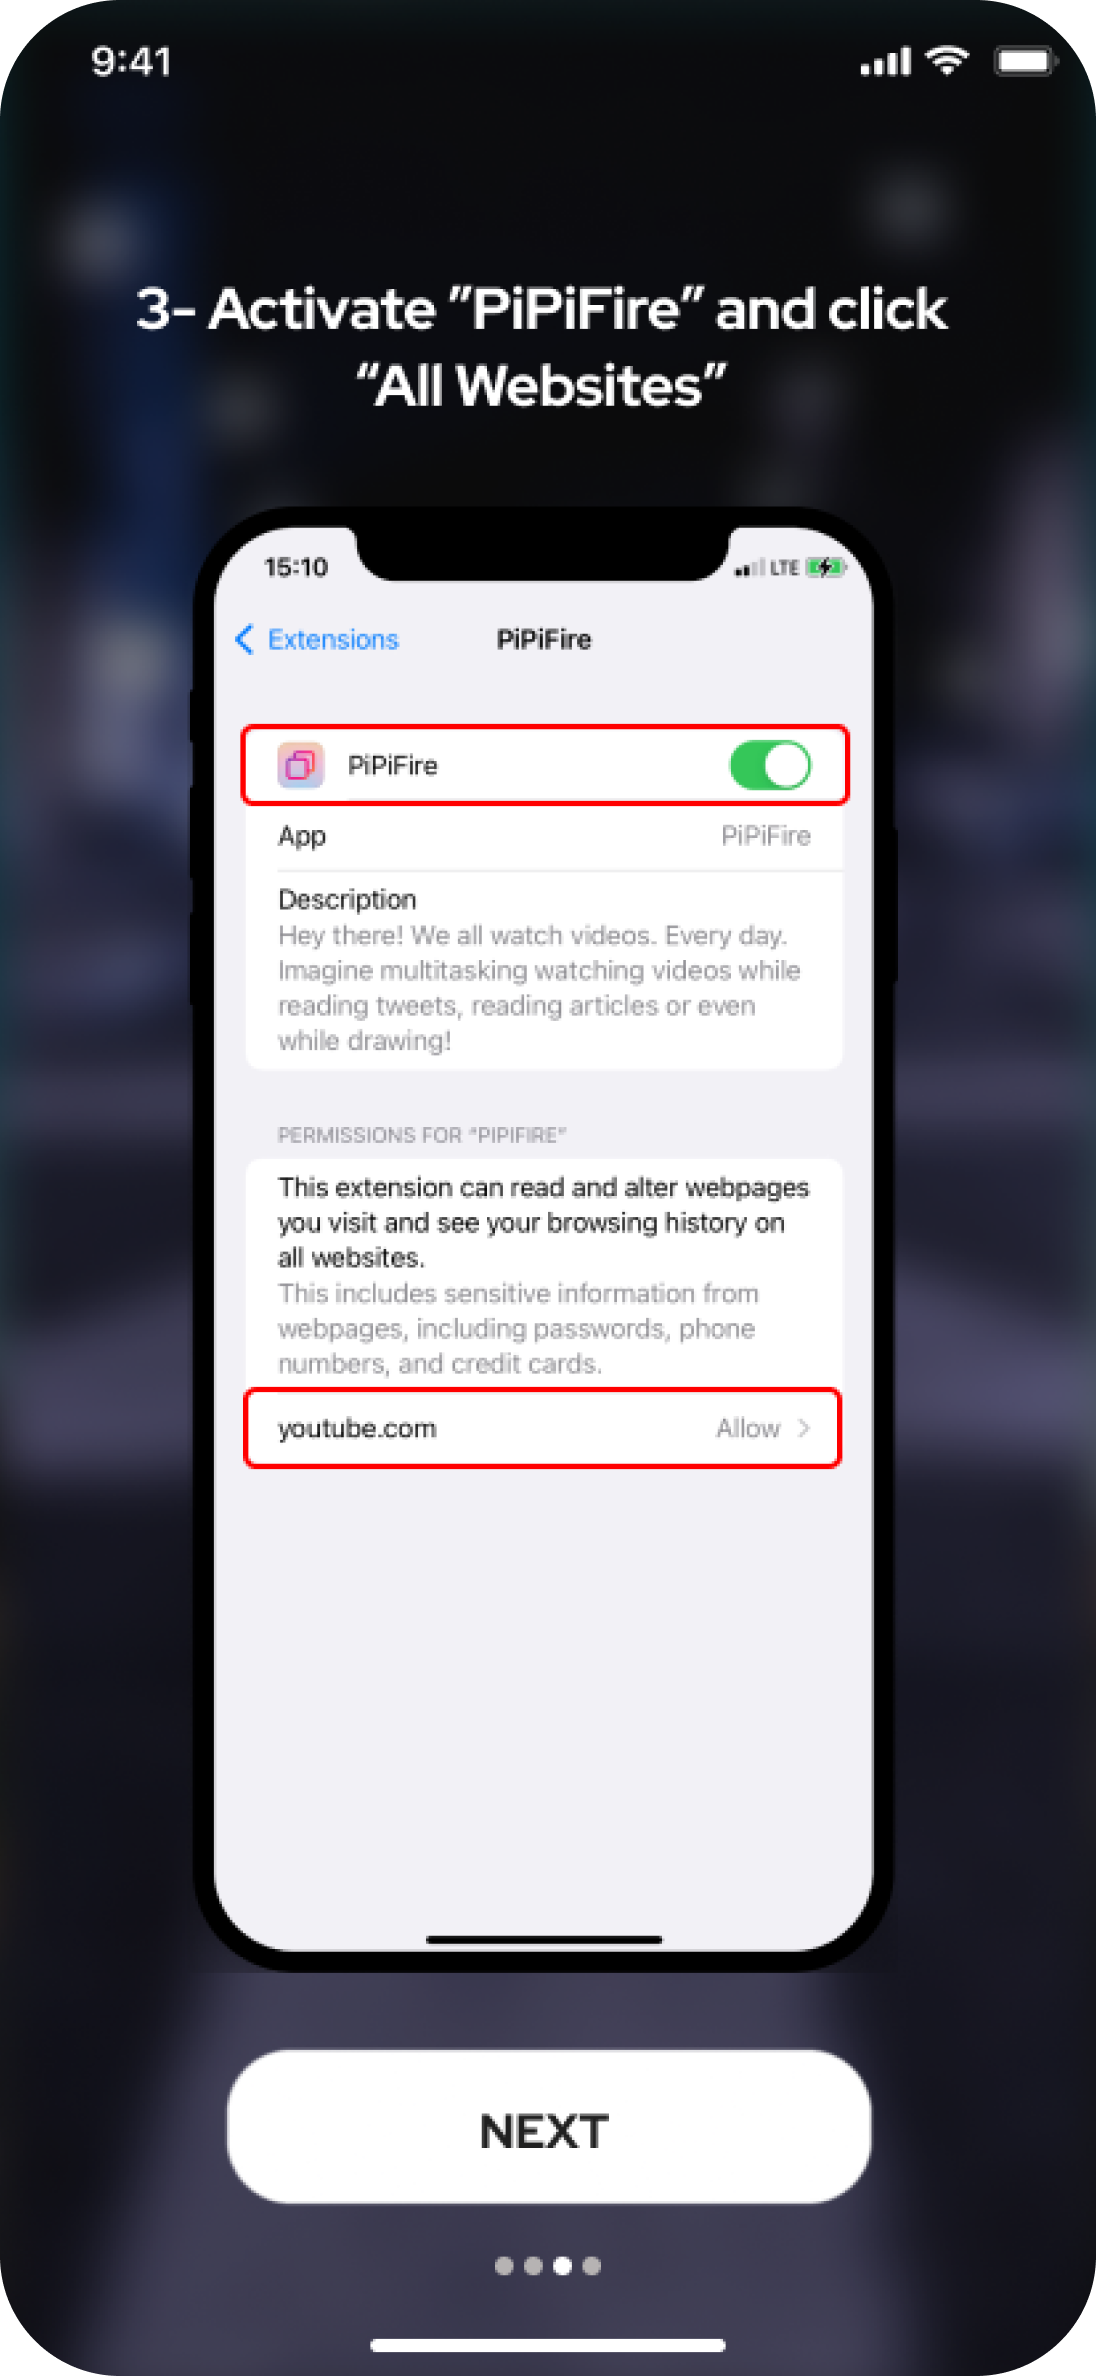 9:41
3- Activate "PiPiFire" and click
"All Websites"
15:10
LTE
Extensions
PiPiFire
PiPiFire
App
PiPiFire
Description
Hey there! We all watch videos. Every day.
Imagine multitasking watching videos while
reading tweets, reading articles or even
while drawing!
PERMISSIONS FOR "PIPIFIRE"
This extension can read and alter webpages
you visit and see your browsing history on
all websites.
This includes sensitive information from
webpages, including passwords, phone
numbers, and credit cards.
youtube.com
Allow
NEXT